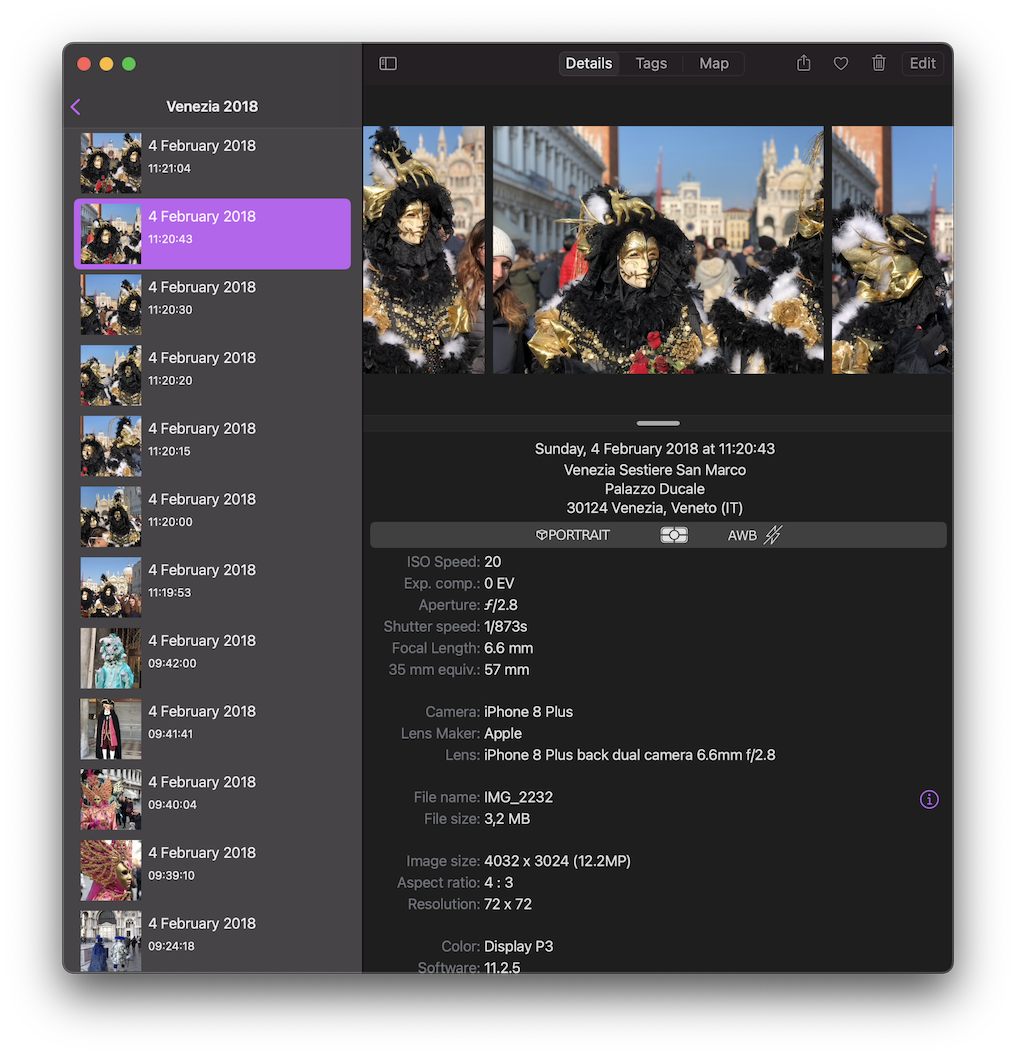 Details Tags Map Edit
Venezia 2018
4 February 2018
11:21:04
4 February 2018
11:20:43
4 February 2018
11:20:30
4 February 2018
11:20:20
4 February 2018
11:20:15
4 February 2018
11:20:00
4 February 2018
11:19:53
4 February 2018
09:42:00
4 February 2018
09:41:41
4 February 2018
09:40:04
4 February 2018
09:39:10
4 February 2018
09:24:18
Sunday, 4 February 2018 at 11:20:43
Venezia Sestiere San Marco
Palazzo Ducale
30124 Venezia, Veneto (IT)
PORTRAIT AWB
ISO Speed: 20
Exp. comp.: 0 EV
Aperture: ƒ/2.8
Shutter speed: 1/873s
Focal Length: 6.6 mm
35 mm equiv.: 57 mm
Camera: iPhone 8 Plus
Lens Maker: Apple
Lens: iPhone 8 Plus back dual camera 6.6mm f/2.8
File name: IMG_2232
File size: 3,2 MB
Image size: 4032 x 3024 (12.2MP)
Aspect ratio: 4 : 3
Resolution: 72 x 72
Color: Display P3
Software: 11.2.5